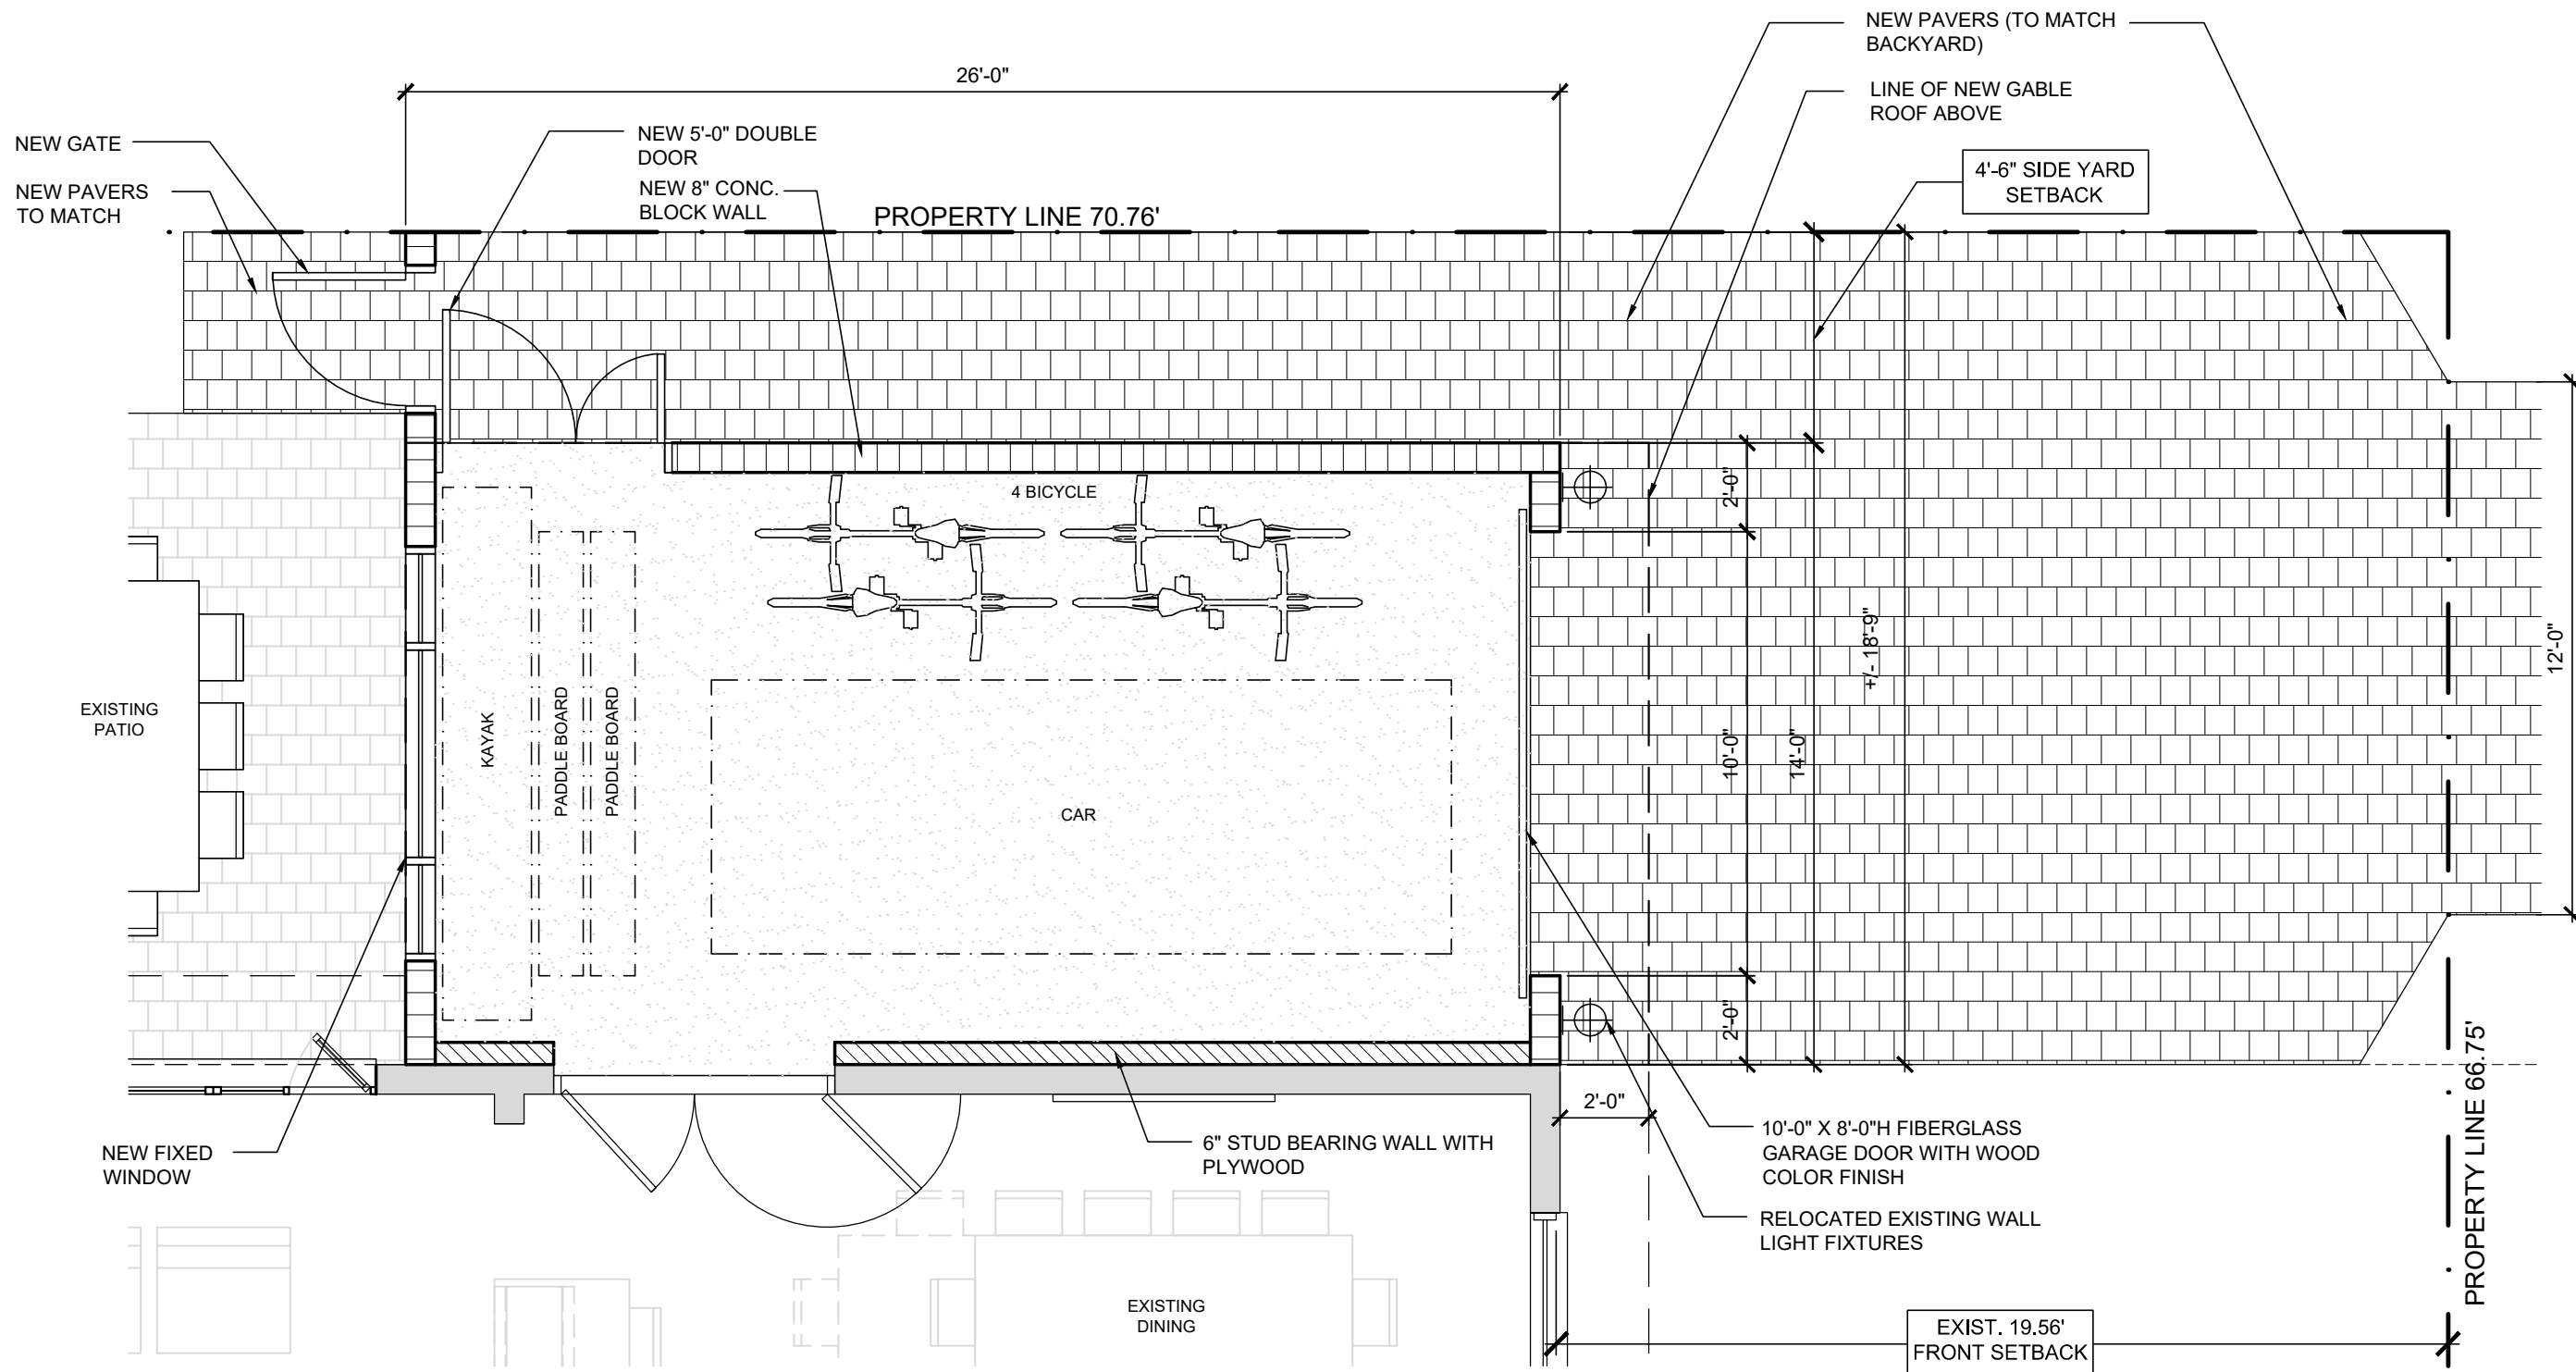 NEW PAVERS (TO MATCH
BACKYARD)
26'-0"
LINE OF NEW GABLE
ROOF ABOVE
NEW GATE
NEW 5'-0" DOUBLE
DOOR
4'-6" SIDE YARD
SETBACK
NEW PAVERS
TO MATCH
NEW 8" CONC.
BLOCK WALL
PROPERTY LINE 70.76'
4 BICYCLE
2'-0"
+/- 18'-9"
12'-0"
EXISTING
PATIO
KAYAK
PADDLE BOARD
PADDLE BOARD
CAR
10'-0"
14'-0"
2'-0"
2'-0"
NEW FIXED
WINDOW
6" STUD BEARING WALL WITH
PLYWOOD
10'-0" X 8'-0"H FIBERGLASS
GARAGE DOOR WITH WOOD
COLOR FINISH
RELOCATED EXISTING WALL
LIGHT FIXTURES
PROPERTY LINE 66.75'
EXISTING
DINING
EXIST. 19.56'
FRONT SETBACK